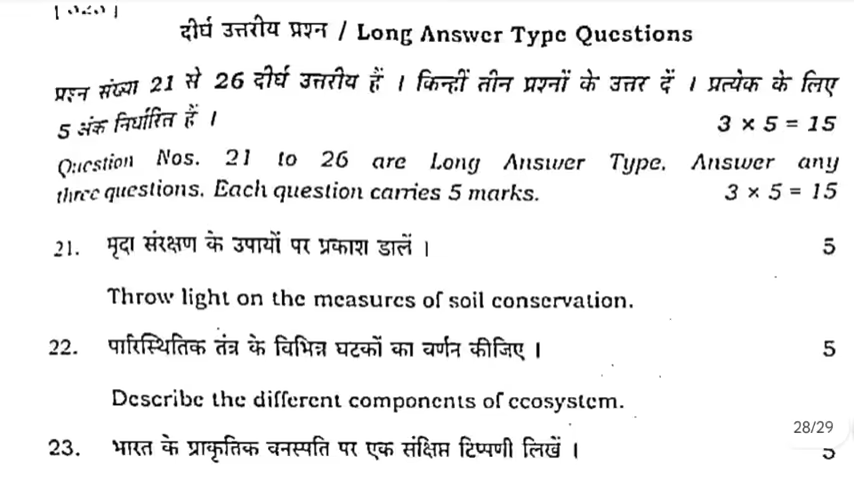 दीर्घ उत्तरीय प्रश्न / Long Answer Type Questions
प्रश्न संख्या 21 से 26 दीर्घ उत्तरीय हैं । किन्हीं तीन प्रश्नों के उत्तर दें । प्रत्येक के लिए
5 अंक निर्धारित हैं । 3 × 5 = 15
Question Nos. 21 to 26 are Long Answer Type. Answer any
three questions. Each question carries 5 marks. 3 × 5 = 15
21. मृदा संरक्षण के उपायों पर प्रकाश डालें । 5
Throw light on the measures of soil conservation.
22. पारिस्थितिक तंत्र के विभिन्न घटकों का वर्णन कीजिए । 5
Describe the different components of ecosystem.
28/29
23. भारत के प्राकृतिक वनस्पति पर एक संक्षिप्त टिप्पणी लिखें । 5